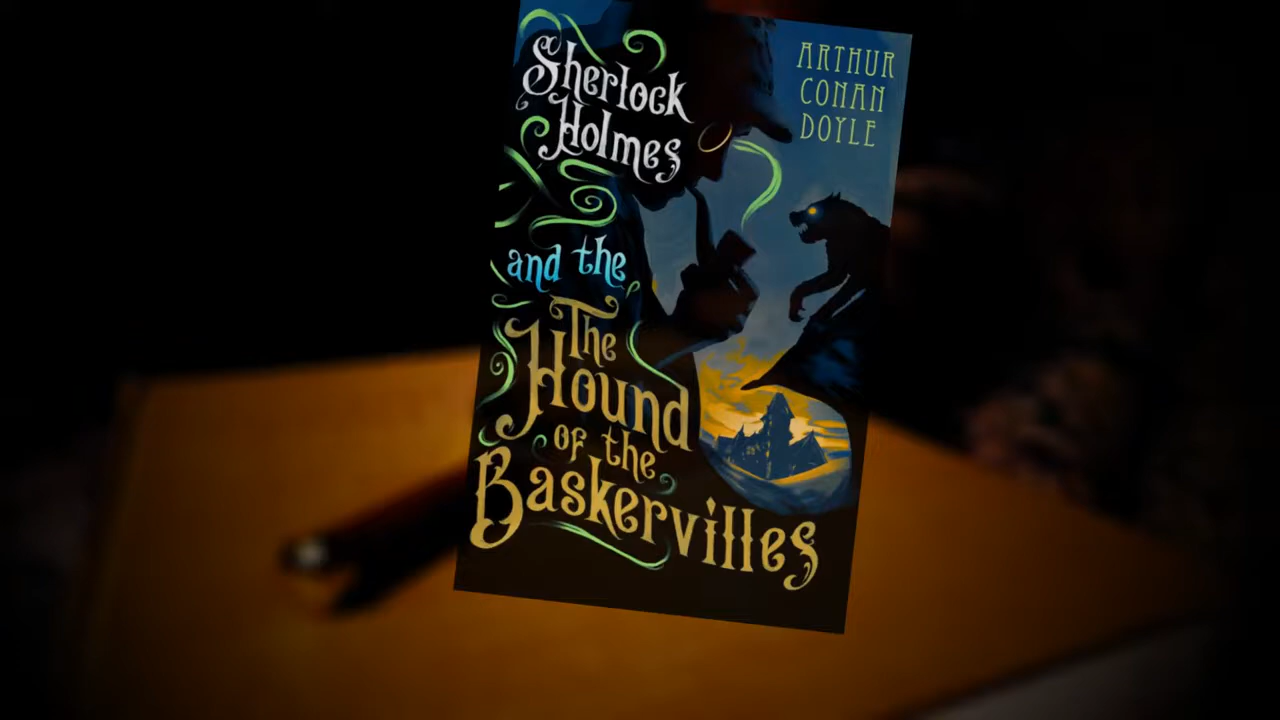 Sherlock
Holmes
and the
The
Hound
of the
Baskervilles
ARTHUR
CONAN
DOYLE